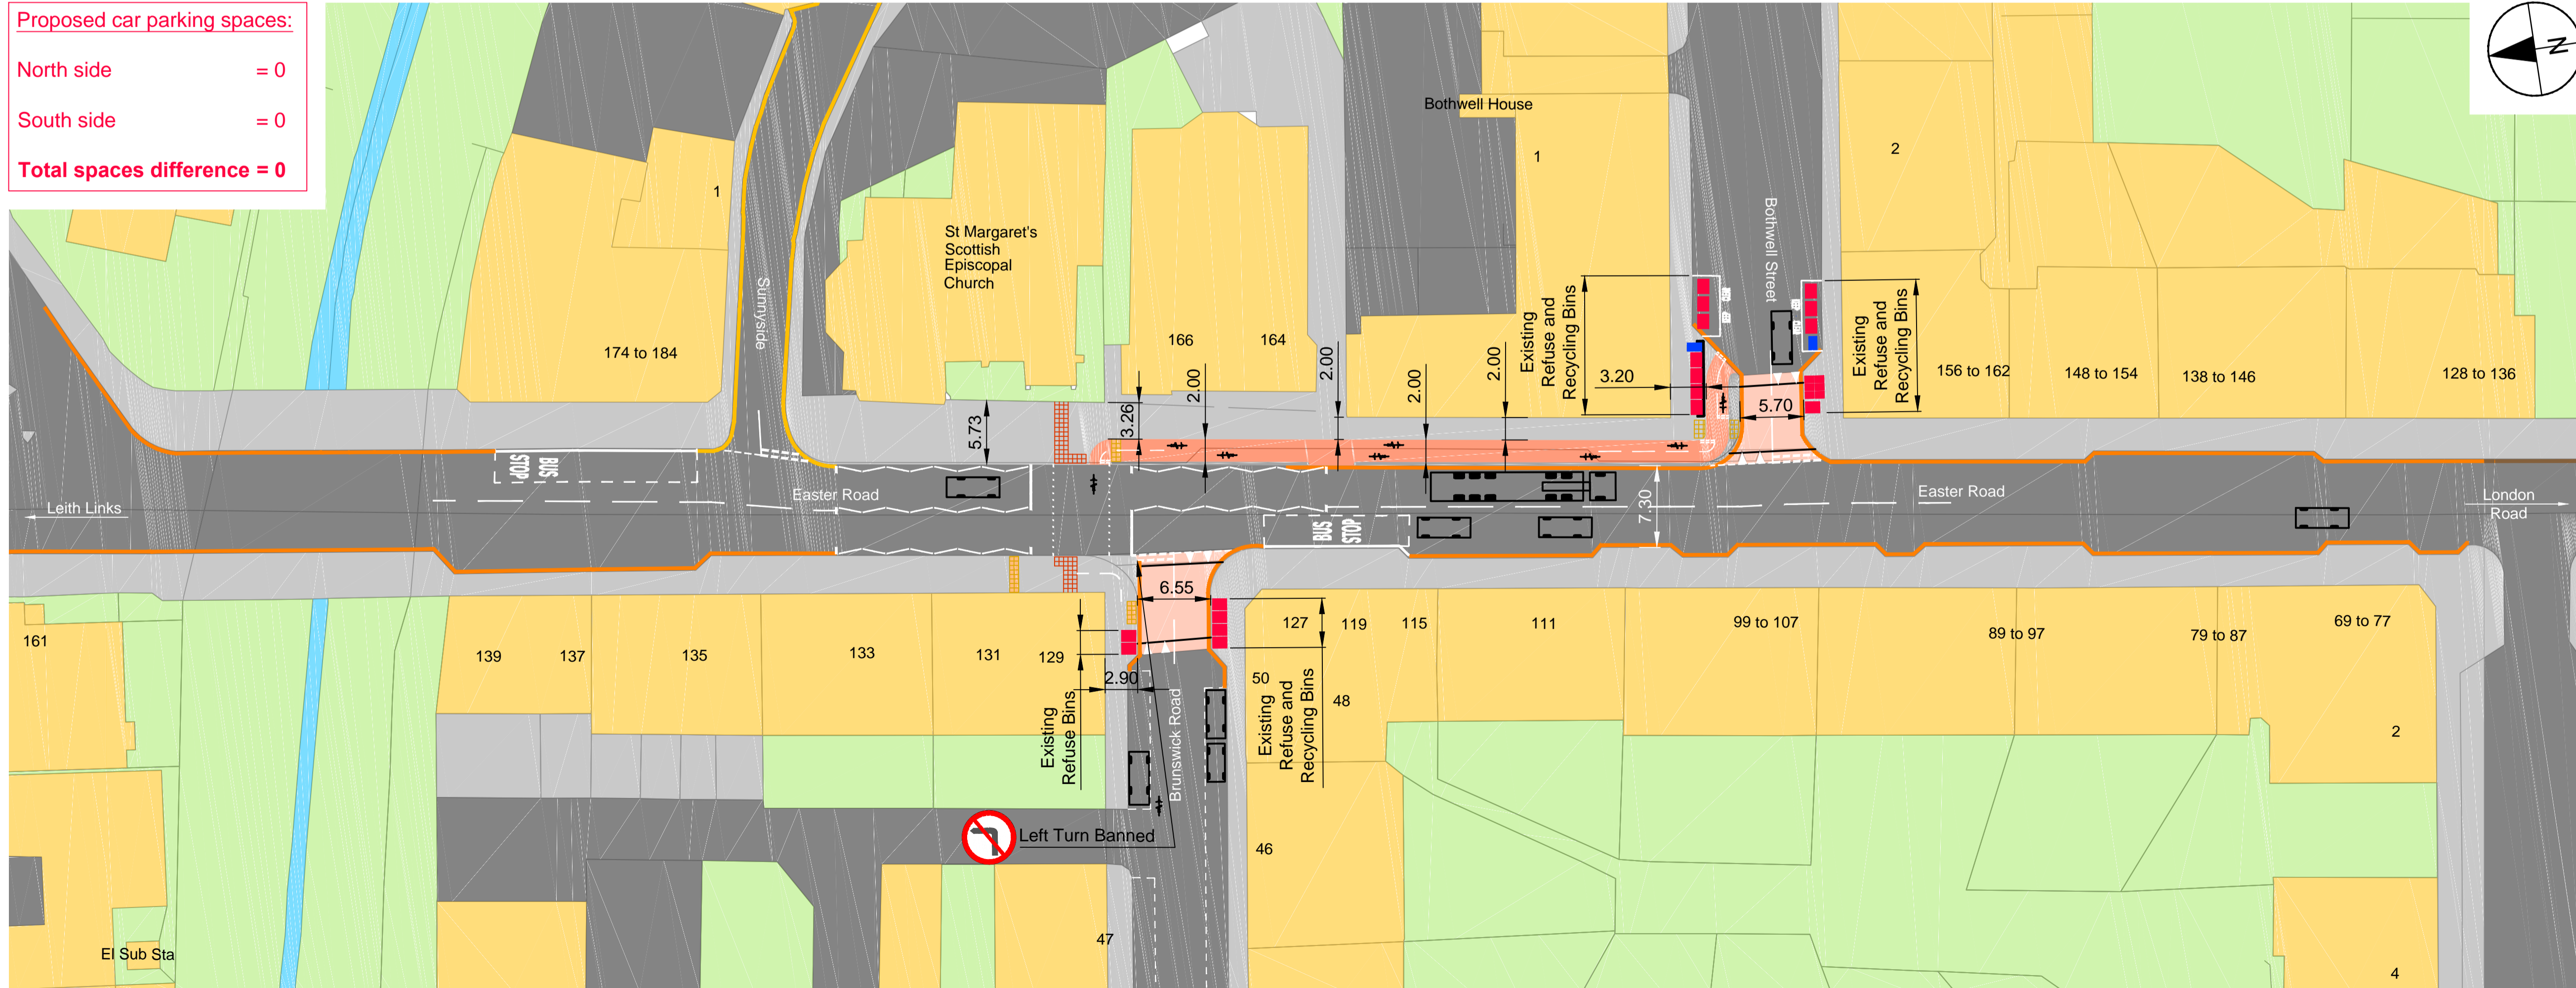 Proposed car parking spaces:
North side = 0
South side = 0
Total spaces difference = 0
N
Bothwell House
1
2
1
St Margaret's
Scottish
Episcopal
Church
Sunnyside
Bothwell Street
174 to 184
166
164
Existing
Refuse and
Recycling Bins
Existing
Refuse and
Recycling Bins
156 to 162
148 to 154
138 to 146
128 to 136
5.73
3.26
2.00
2.00
2.00
2.00
3.20
5.70
BUS
STOP
Leith Links
Easter Road
Easter Road
London
Road
7.30
BUS
STOP
6.55
2.90
161
139
137
135
133
131
129
127
119
115
111
99 to 107
89 to 97
79 to 87
69 to 77
Existing
Refuse Bins
Brunswick Road
50
48
Existing
Refuse and
Recycling Bins
2
Left Turn Banned
46
47
El Sub Sta
4